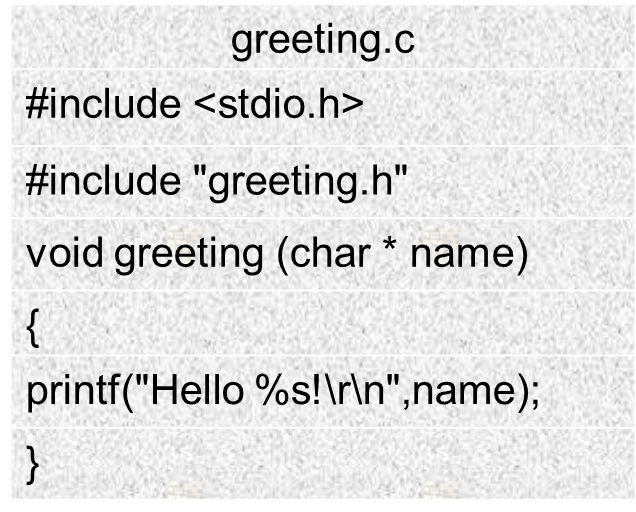 greeting.c
#include <stdio.h>
#include "greeting.h"
void greeting (char * name)
{
printf("Hello %s!\r\n",name);
}